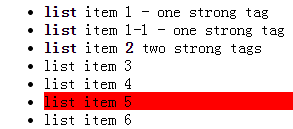 • list item 1 - one strong tag
• list item 1-1 - one strong tag
• list item 2 two strong tags
• list item 3
• list item 4
• list item 5
• list item 6